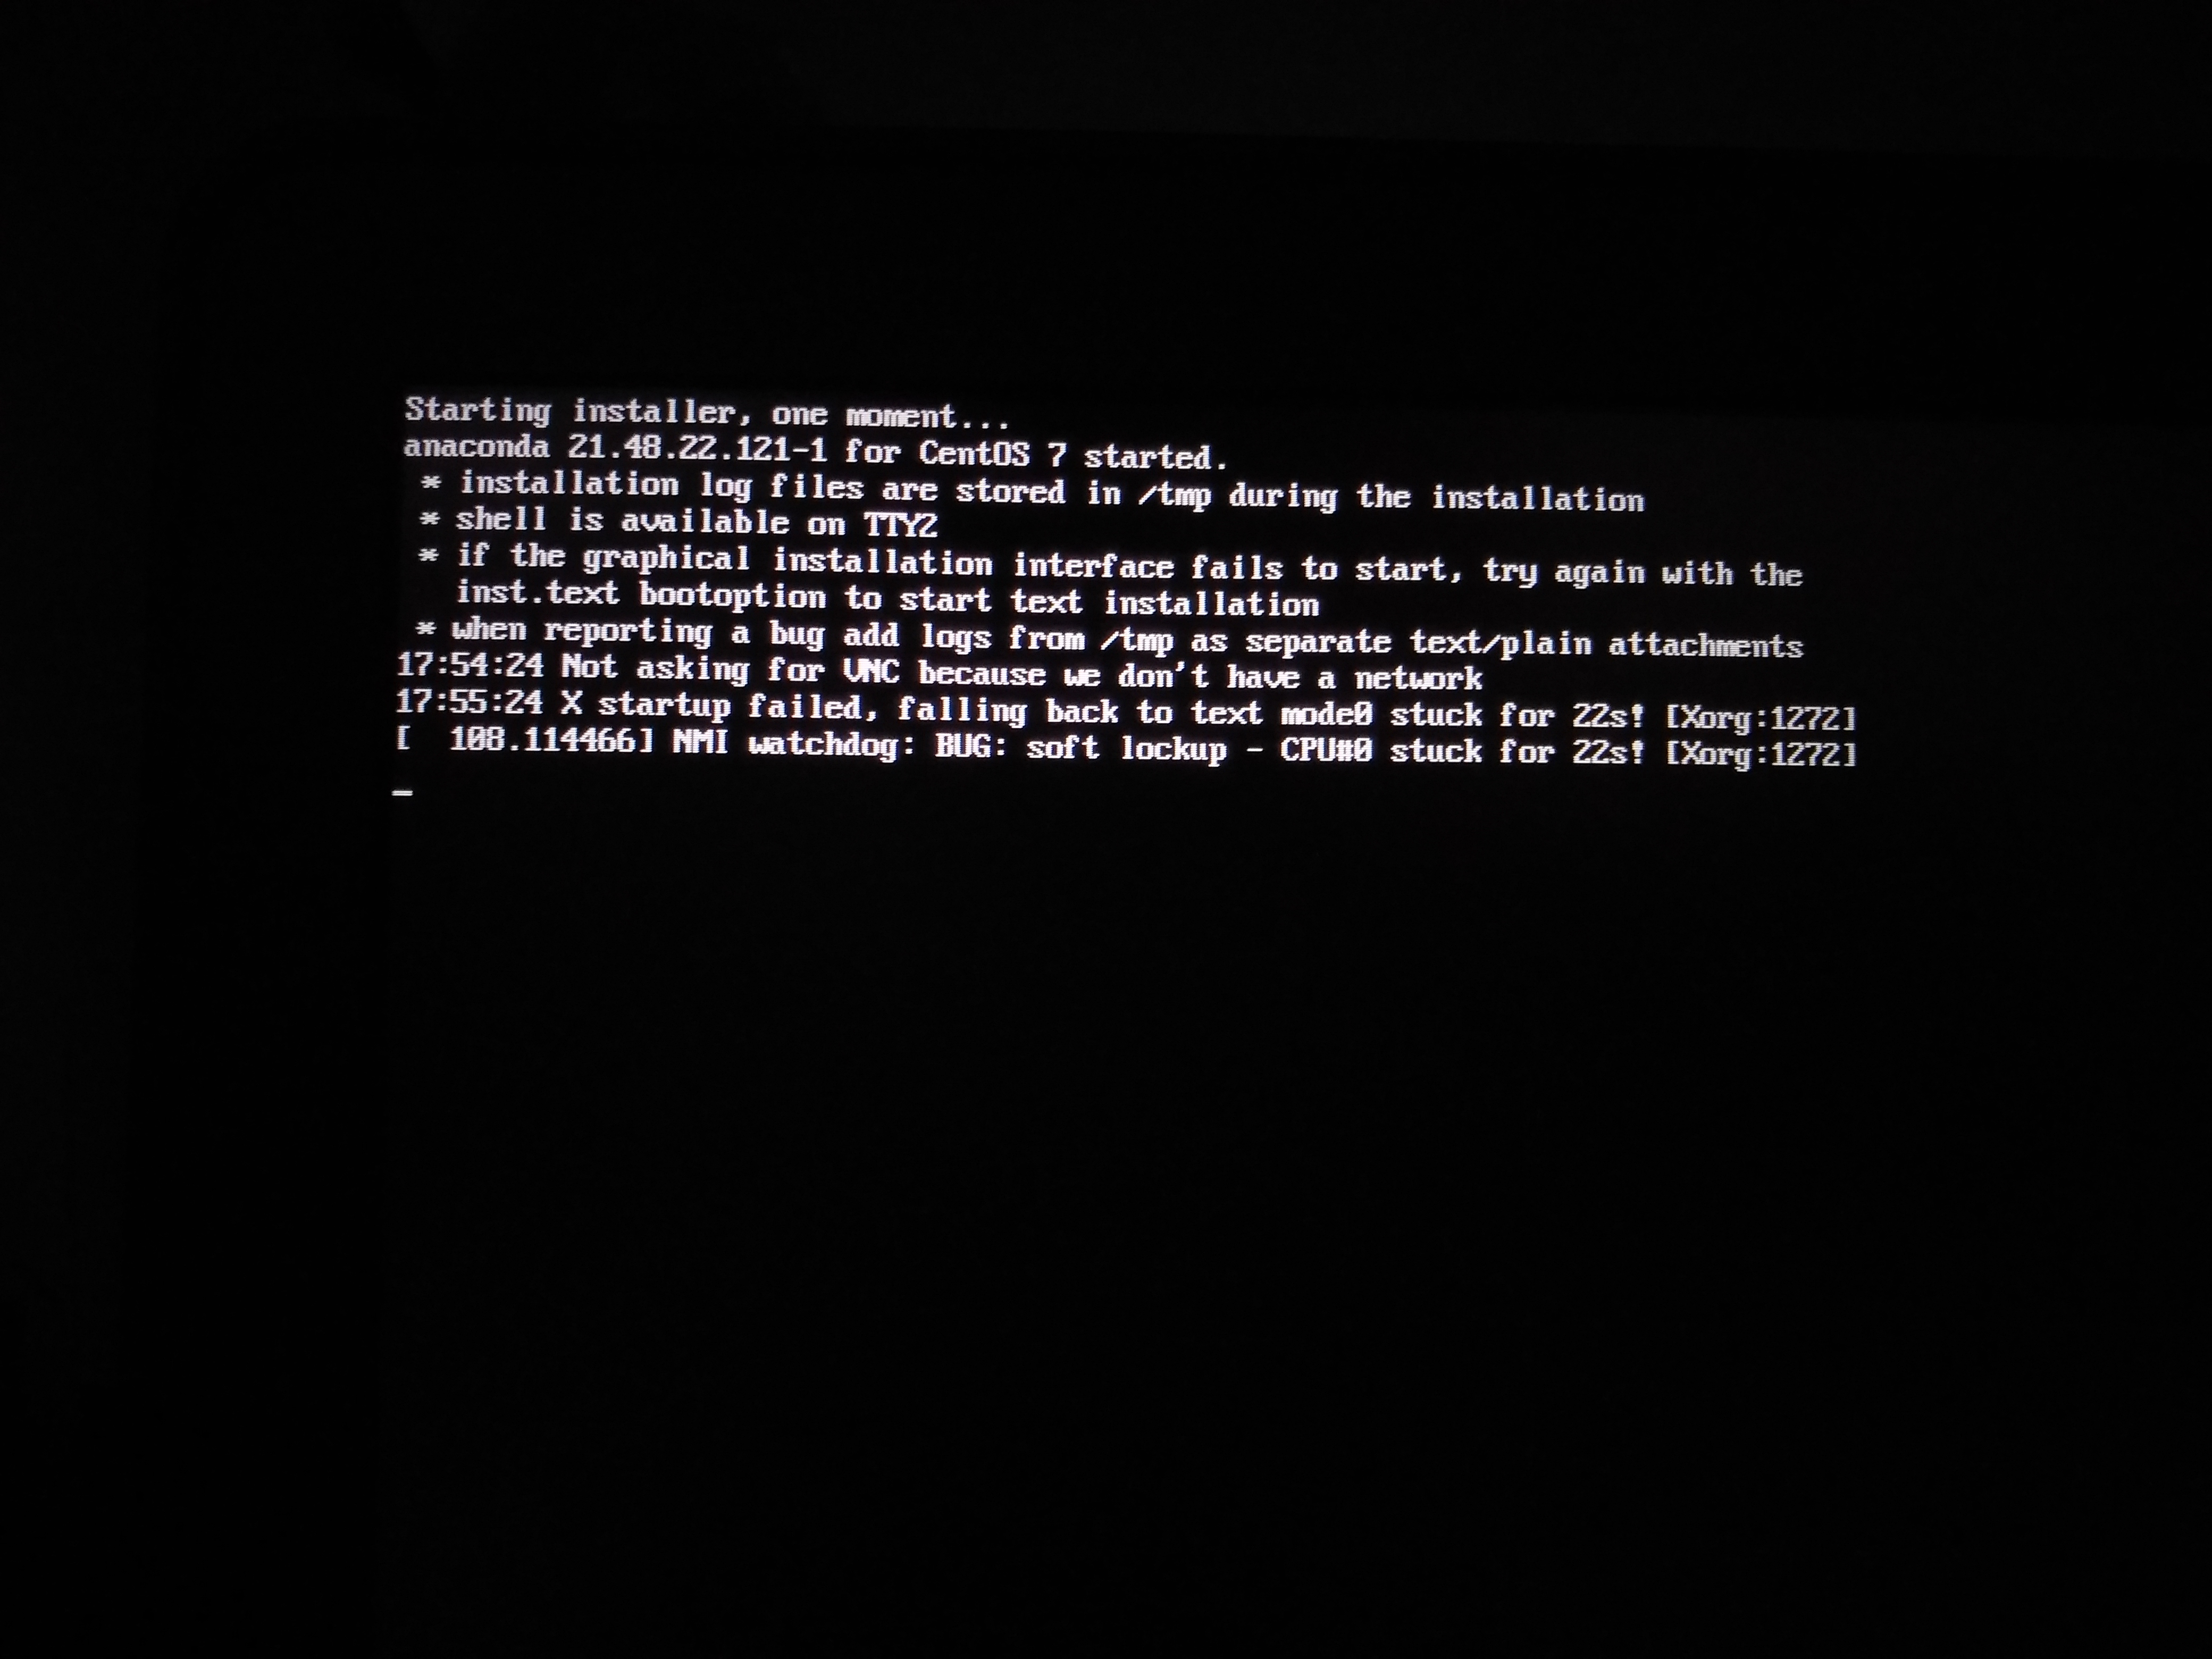 Starting installer, one moment...
anaconda 21.48.22.121-1 for CentOS 7 started.
* installation log files are stored in /tmp during the installation
* shell is available on TTY2
* if the graphical installation interface fails to start, try again with the
inst.text bootoption to start text installation
* when reporting a bug add logs from /tmp as separate text/plain attachments
17:54:24 Not asking for VNC because we don't have a network
17:55:24 X startup failed, falling back to text mode0 stuck for 22s! [Xorg:1272]
[  108.114466] NMI watchdog: BUG: soft lockup - CPU#0 stuck for 22s! [Xorg:1272]
_